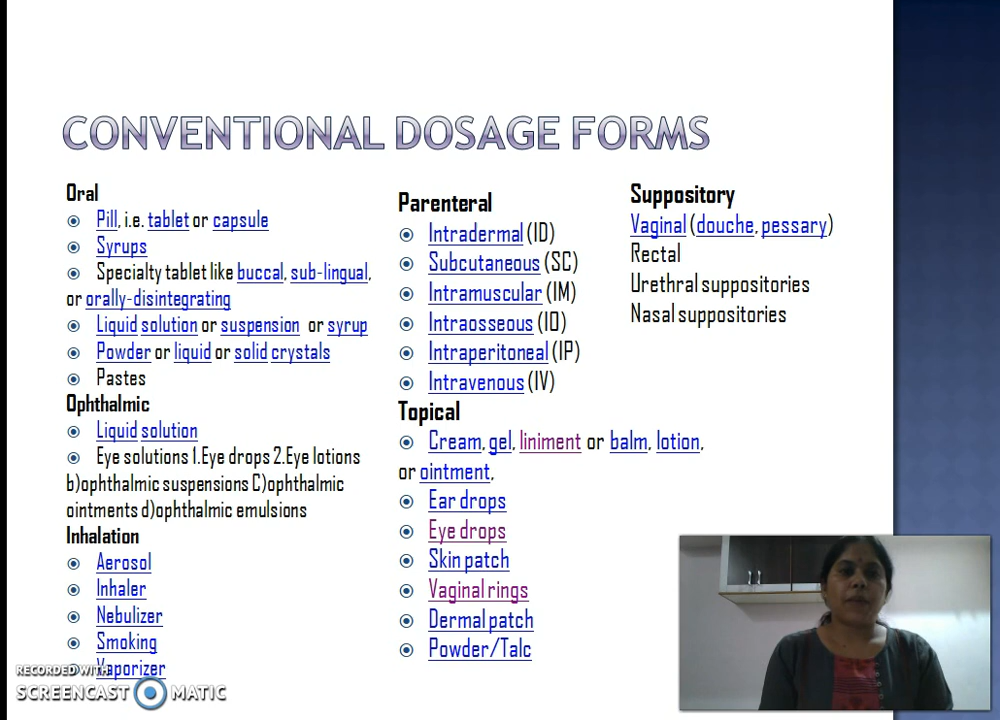 CONVENTIONAL DOSAGE FORMS
Oral
Pill, i.e. tablet or capsule
Syrups
Specialty tablet like buccal, sub-lingual,
or orally-disintegrating
Liquid solution or suspension or syrup
Powder or liquid or solid crystals
Pastes
Ophthalmic
Liquid solution
Eye solutions 1.Eye drops 2.Eye lotions
b)ophthalmic suspensions C)ophthalmic
ointments d)ophthalmic emulsions
Inhalation
Aerosol
Inhaler
Nebulizer
Smoking
Vaporizer
Parenteral
Intradermal (ID)
Subcutaneous (SC)
Intramuscular (IM)
Intraosseous (IO)
Intraperitoneal (IP)
Intravenous (IV)
Topical
Cream, gel, liniment or balm, lotion,
or ointment,
Ear drops
Eye drops
Skin patch
Vaginal rings
Dermal patch
Powder/Talc
Suppository
Vaginal (douche, pessary)
Rectal
Urethral suppositories
Nasal suppositories
RECORDED WITH
SCREENCAST MATIC